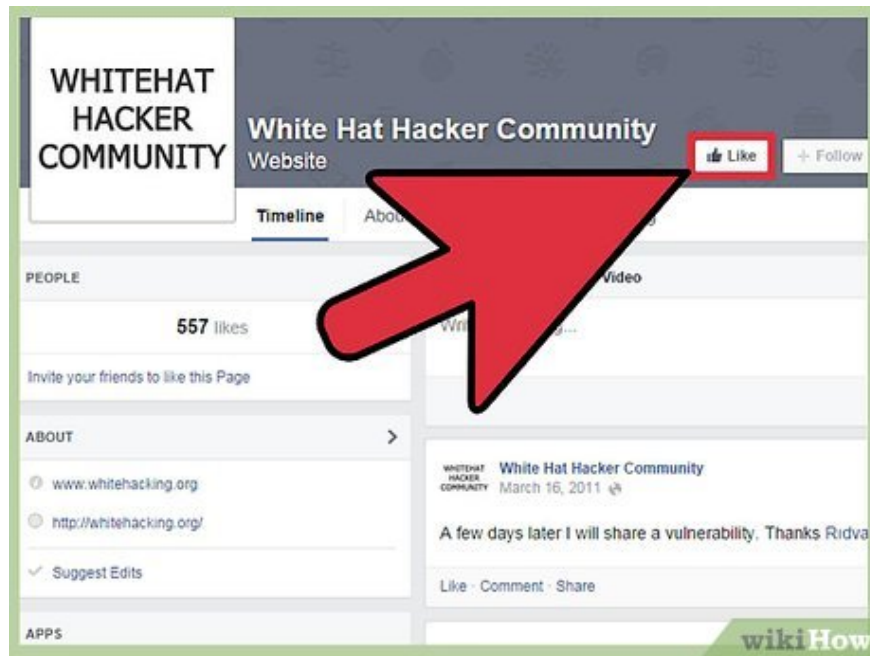 WHITEHAT
HACKER
COMMUNITY
White Hat Hacker Community
Website
Like
+ Follow
Timeline
PEOPLE
557 likes
Invite your friends to like this Page
ABOUT
www.whitehacking.org
http://whitehacking.org/
Suggest Edits
APPS
Video
WHITEHAT
HACKER
COMMUNITY
White Hat Hacker Community
March 16, 2011
A few days later I will share a vulnerability. Thanks
Like · Comment · Share
wikiHow